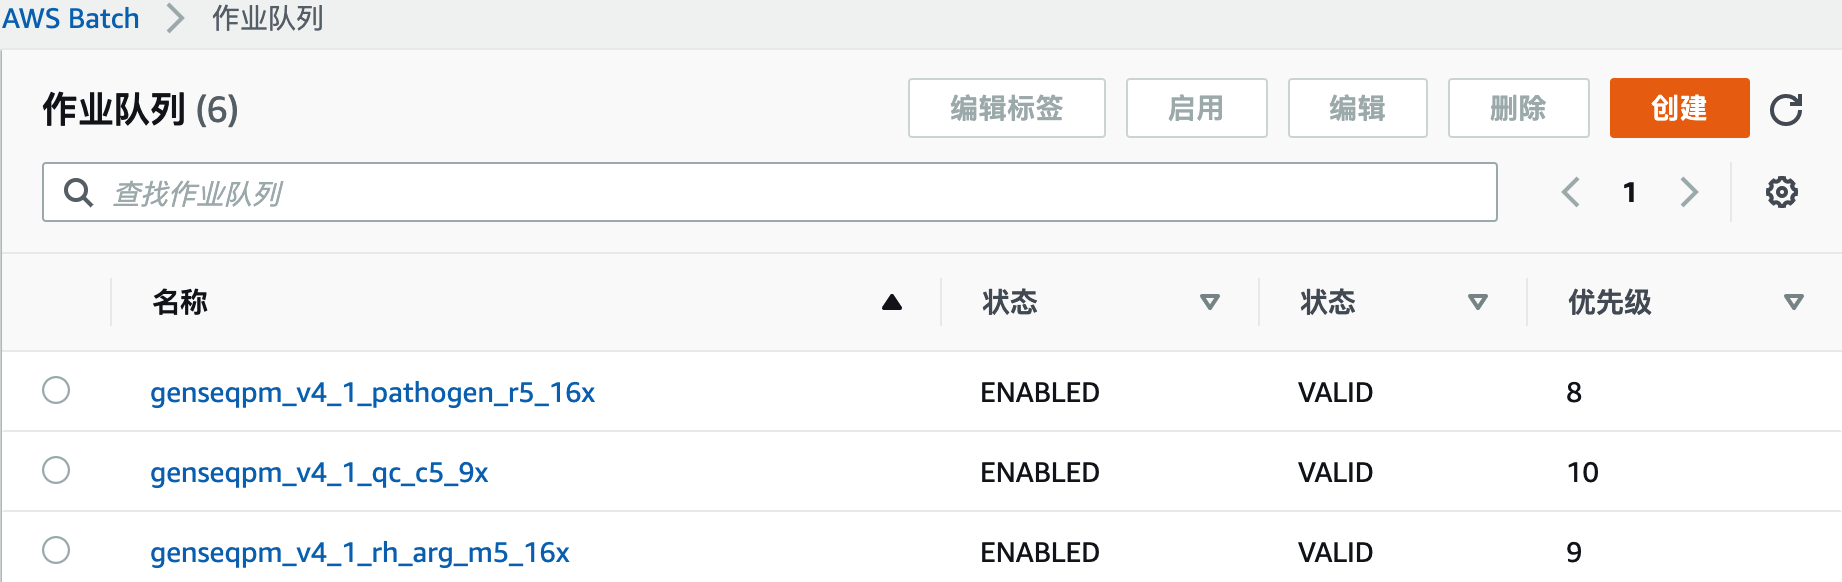 AWS Batch > 作业队列
作业队列 (6) 编辑标签 启用 编辑 删除 创建
查找作业队列 1
名称 状态 状态 优先级
genseqpm_v4_1_pathogen_r5_16x ENABLED VALID 8
genseqpm_v4_1_qc_c5_9x ENABLED VALID 10
genseqpm_v4_1_rh_arg_m5_16x ENABLED VALID 9